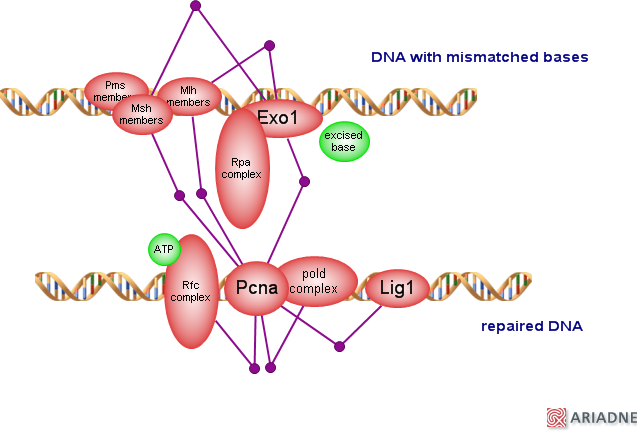 DNA with mismatched bases
Pms
members
Mlh
members
Msh
members
Exo1
excised
base
Rpa
complex
ATP
Rfc
complex
Pcna
pold
complex
Lig1
repaired DNA
ARIADNE